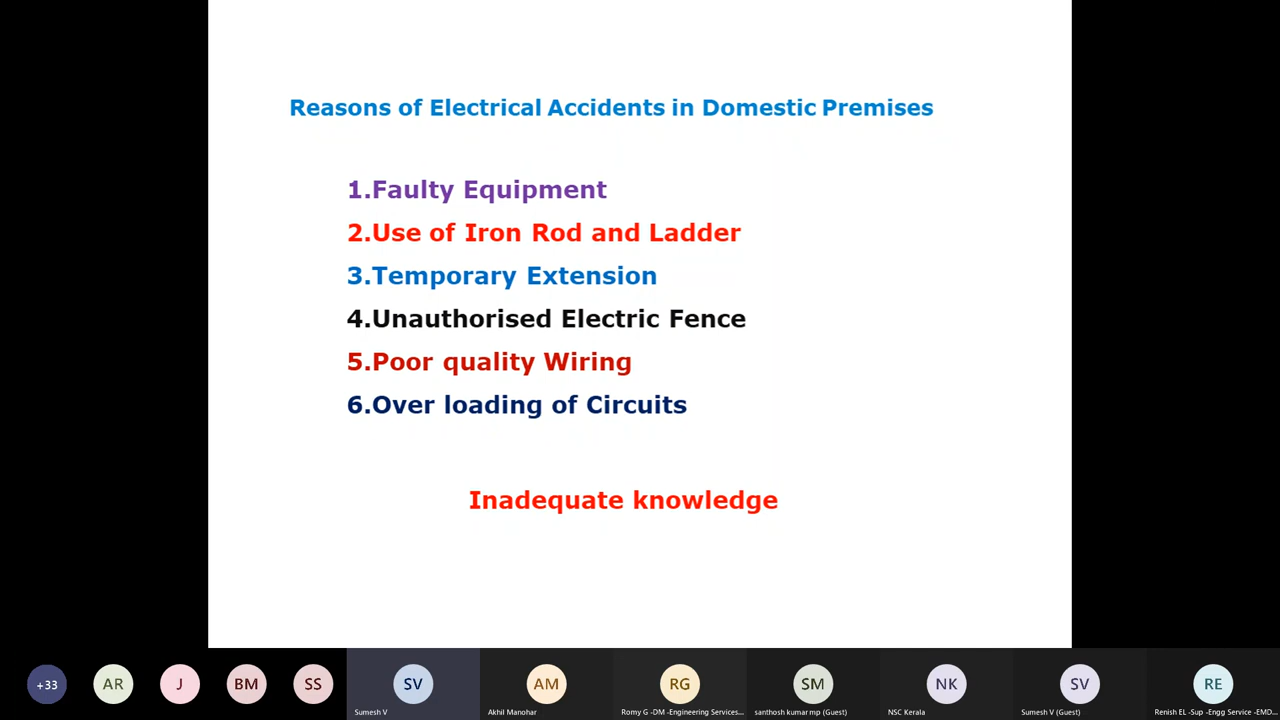 Reasons of Electrical Accidents in Domestic Premises
1.Faulty Equipment
2.Use of Iron Rod and Ladder
3.Temporary Extension
4.Unauthorised Electric Fence
5.Poor quality Wiring
6.Over loading of Circuits
Inadequate knowledge
+33 AR J BM SS SV AM RG SM NK SV RE
Sumesh V Akhil Manohar Romy G -DM -Engineering Services... santhosh kumar mp (Guest) NSC Kerala Sumesh V (Guest) Renish EL -Sup -Engg Service -EMD...